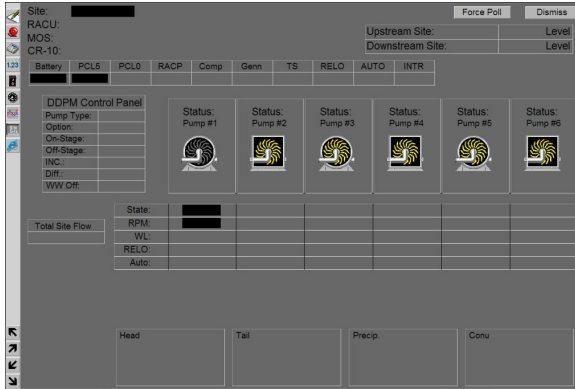 Site:
Force Poll
Dismiss
RACU:
MOS:
Upstream Site: Level
CR-10:
Downstream Site: Level
1.23
Battery PCL5 PCL0 RACP Comp Genn TS RELO AUTO INTR
DDPM Control Panel
Pump Type:
Option:
On-Stage:
Off-Stage:
INC.:
Diff.:
WW Off:
Status: Pump #1
Status: Pump #2
Status: Pump #3
Status: Pump #4
Status: Pump #5
Status: Pump #6
Total Site Flow
State:
RPM:
WL:
RELO:
Auto:
Head
Tail
Precip.
Conu